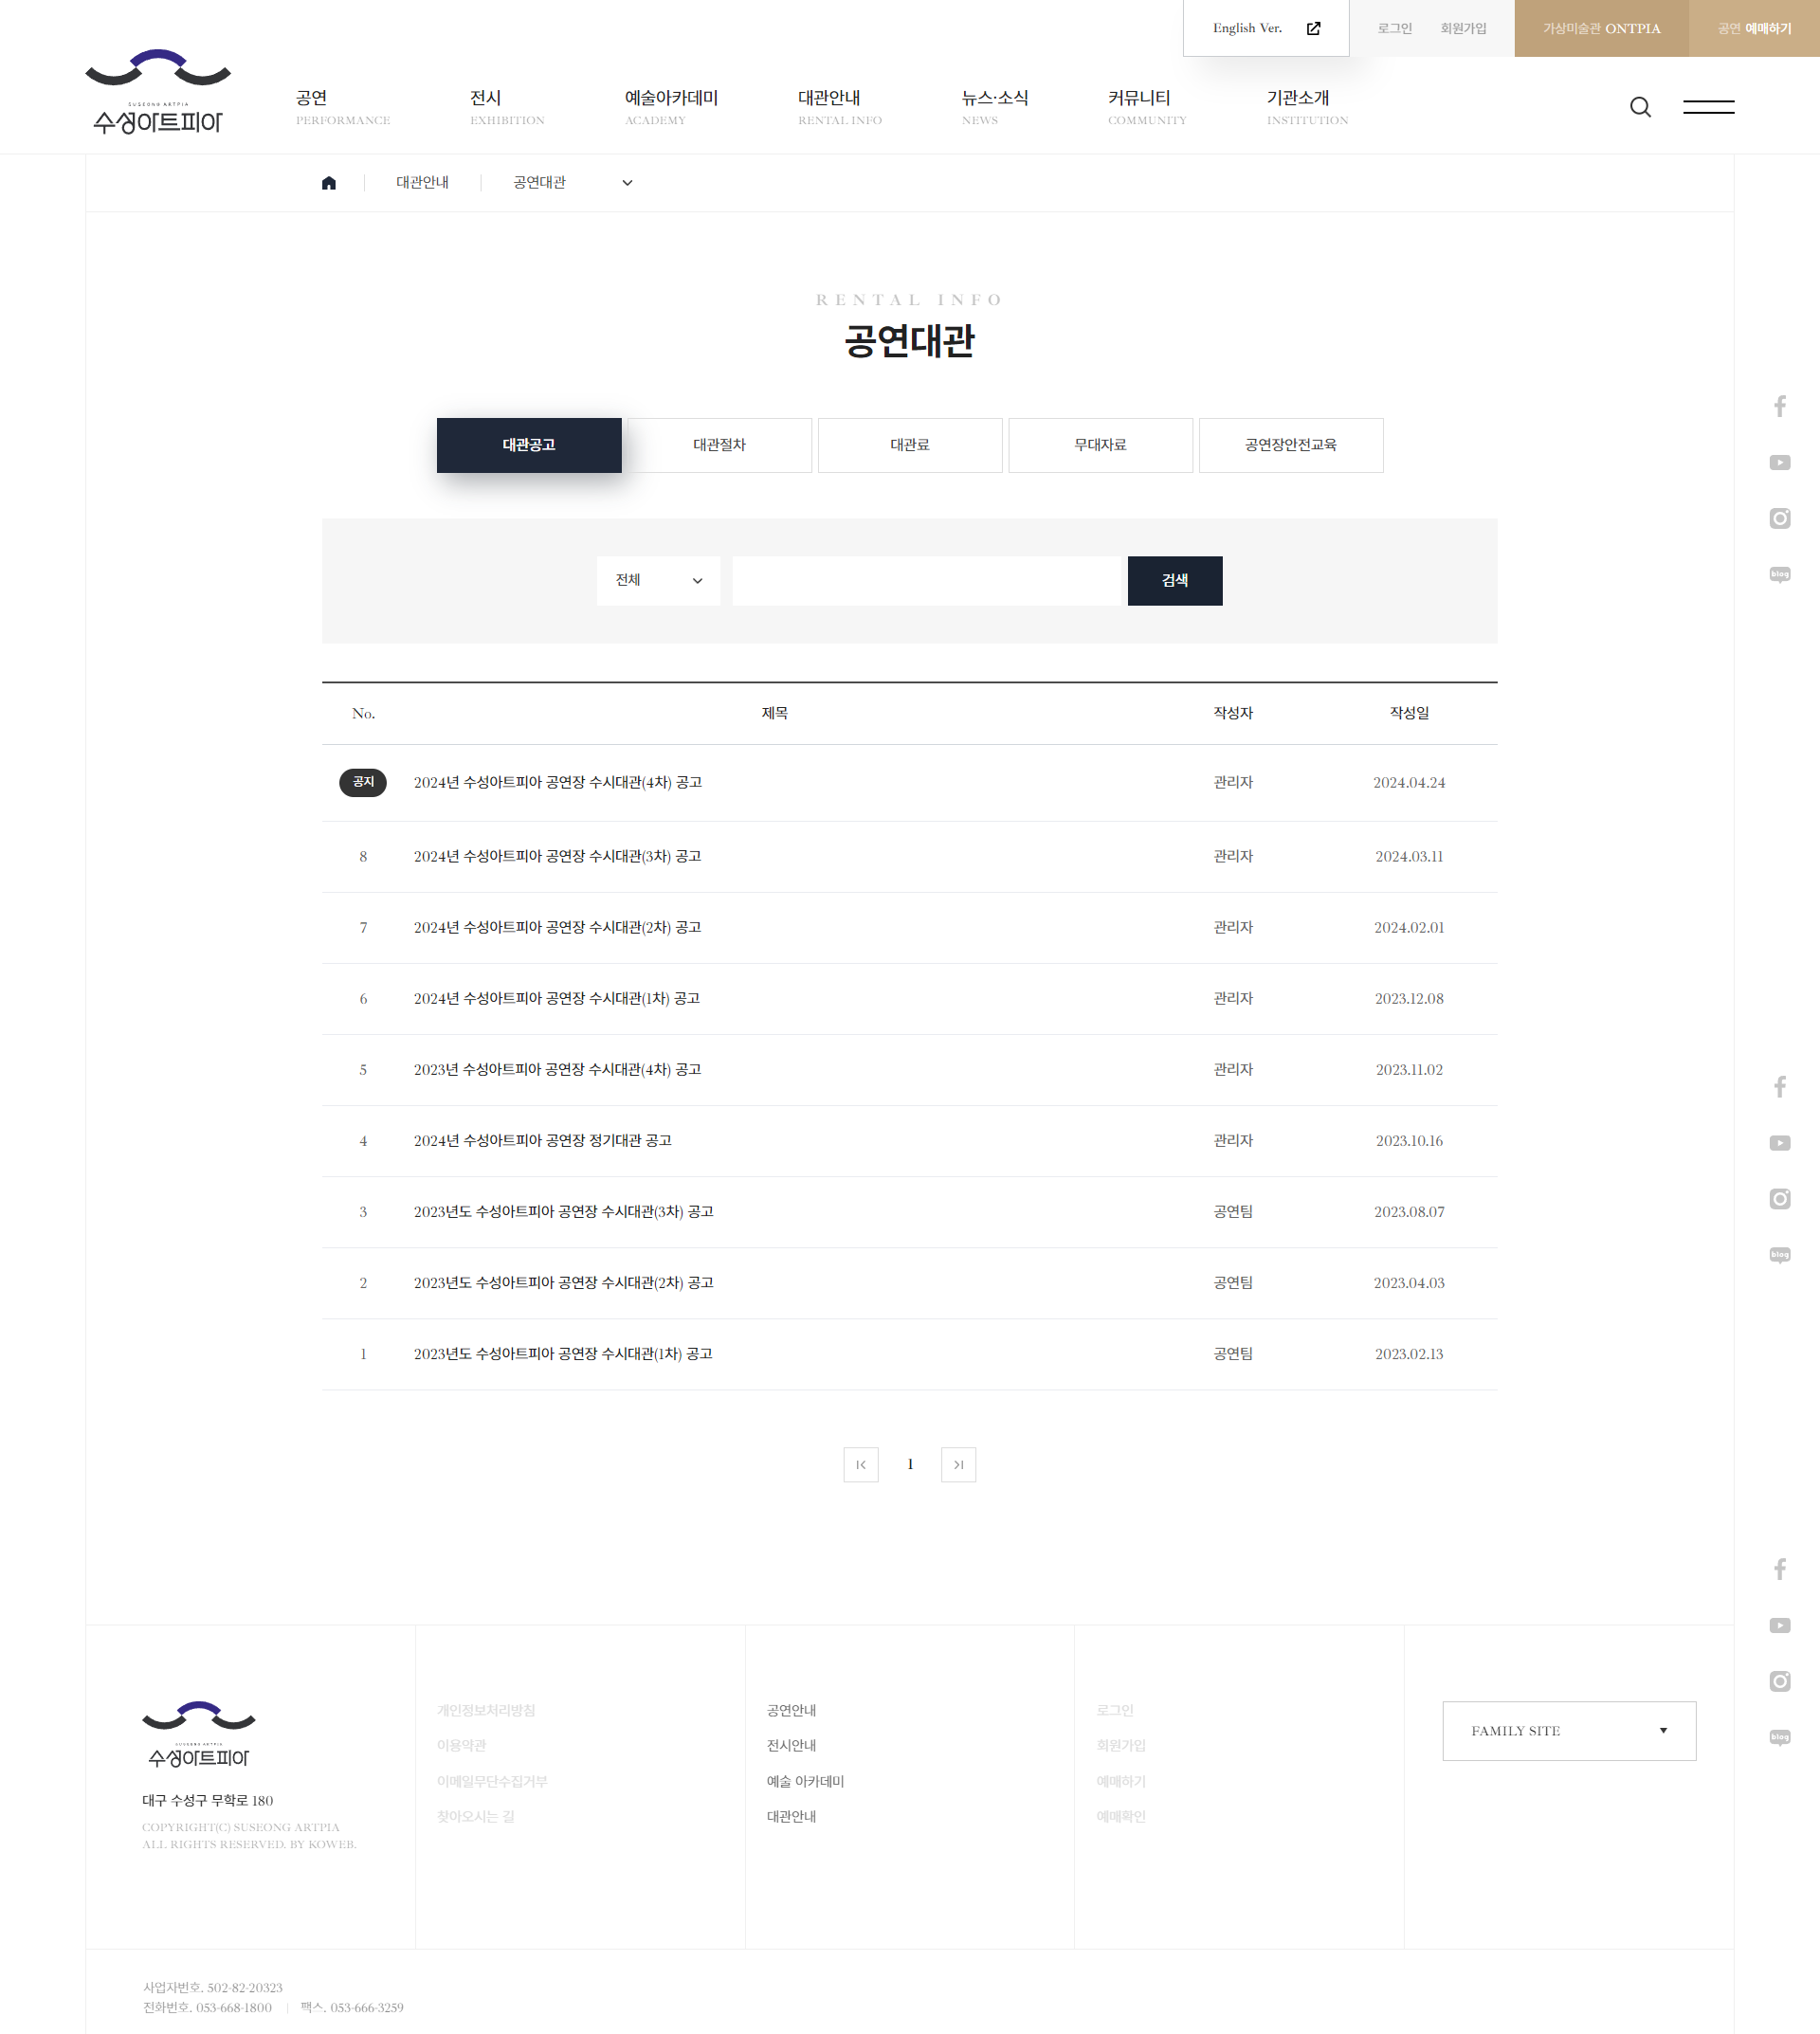 English Ver.
로그인 회원가입
가상미술관 ONTPIA
공연 예매하기
SUSEONG ARTPIA
수성아트피아
공연 전시 예술아카데미 대관안내 뉴스·소식 커뮤니티 기관소개
PERFORMANCE EXHIBITION ACADEMY RENTAL INFO NEWS COMMUNITY INSTITUTION
대관안내 공연대관
RENTAL INFO
공연대관
대관공고 대관절차 대관료 무대자료 공연장안전교육
전체 검색
No. 제목 작성자 작성일
공지 2024년 수성아트피아 공연장 수시대관(4차) 공고 관리자 2024.04.24
8 2024년 수성아트피아 공연장 수시대관(3차) 공고 관리자 2024.03.11
7 2024년 수성아트피아 공연장 수시대관(2차) 공고 관리자 2024.02.01
6 2024년 수성아트피아 공연장 수시대관(1차) 공고 관리자 2023.12.08
5 2023년 수성아트피아 공연장 수시대관(4차) 공고 관리자 2023.11.02
4 2024년 수성아트피아 공연장 정기대관 공고 관리자 2023.10.16
3 2023년도 수성아트피아 공연장 수시대관(3차) 공고 공연팀 2023.08.07
2 2023년도 수성아트피아 공연장 수시대관(2차) 공고 공연팀 2023.04.03
1 2023년도 수성아트피아 공연장 수시대관(1차) 공고 공연팀 2023.02.13
1
blog
blog
blog
SUSEONG ARTPIA
수성아트피아
대구 수성구 무학로 180
COPYRIGHT(C) SUSEONG ARTPIA
ALL RIGHTS RESERVED. BY KOWEB.
개인정보처리방침
이용약관
이메일무단수집거부
찾아오시는 길
공연안내
전시안내
예술 아카데미
대관안내
로그인
회원가입
예매하기
예매확인
FAMILY SITE
사업자번호. 502-82-20323
전화번호. 053-668-1800 팩스. 053-666-3259